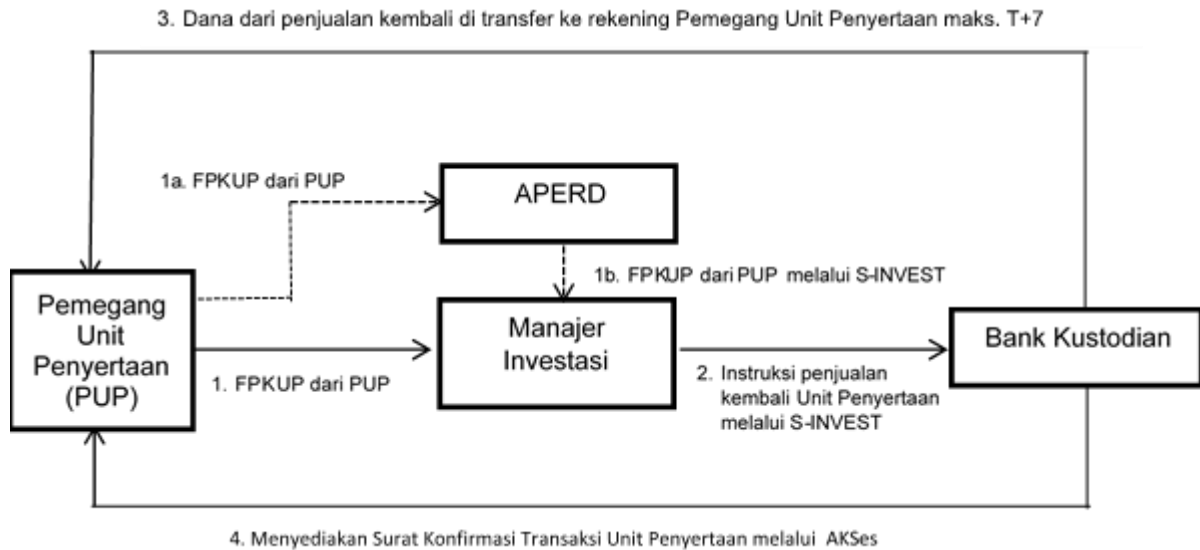 3. Dana dari penjualan kembali di transfer ke rekening Pemegang Unit Penyertaan maks. T+7
1a. FPKUP dari PUP
APERD
1b. FPKUP dari PUP melalui S-INVEST
Pemegang
Unit
Penyertaan
(PUP)
Manajer
Investasi
Bank Kustodian
1. FPKUP dari PUP
2. Instruksi penjualan
kembali Unit Penyertaan
melalui S-INVEST
4. Menyediakan Surat Konfirmasi Transaksi Unit Penyertaan melalui AKSes